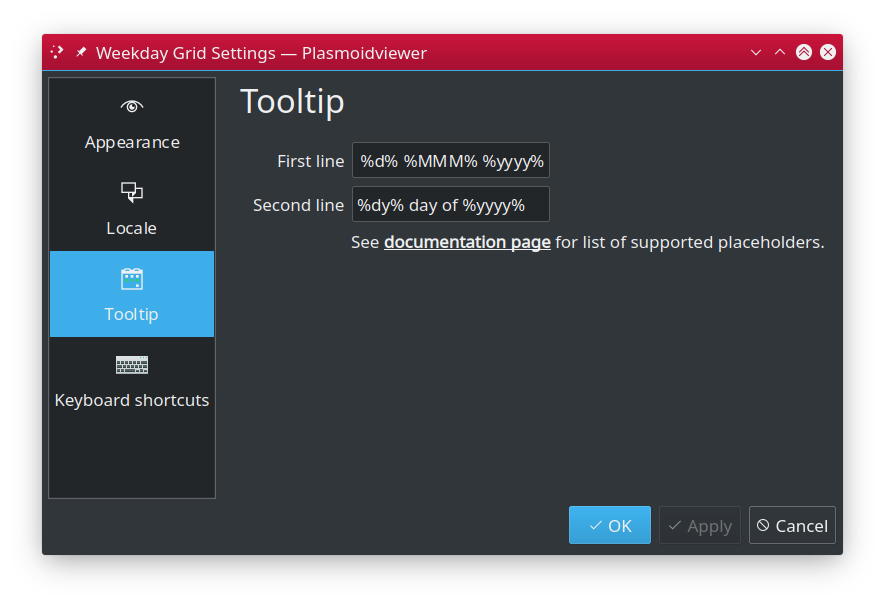 Weekday Grid Settings — Plasmoidviewer
Appearance
Locale
Tooltip
Keyboard shortcuts
Tooltip
First line %d% %MMM% %yyyy%
Second line %dy% day of %yyyy%
See documentation page for list of supported placeholders.
OK Apply Cancel